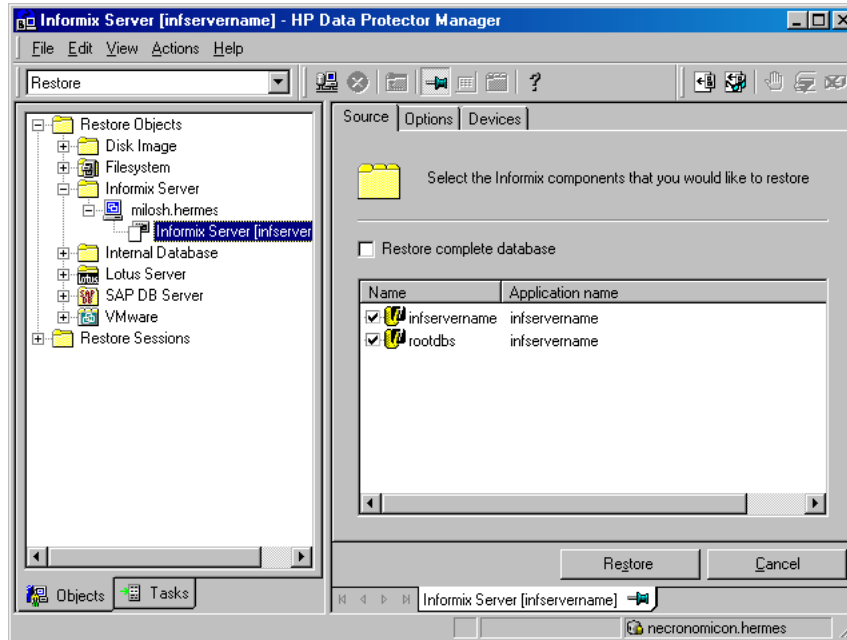 Informix Server [infservername] - HP Data Protector Manager
File Edit View Actions Help
Restore
Restore Objects
Disk Image
Filesystem
Informix Server
milosh.hermes
Informix Server [infserver
Internal Database
Lotus Server
SAP DB Server
VMware
Restore Sessions
Objects
Tasks
Source
Options
Devices
Select the Informix components that you would like to restore
Restore complete database
Name Application name
infservername infservername
rootdbs infservername
Restore
Cancel
Informix Server [infservername]
necronomicon.hermes